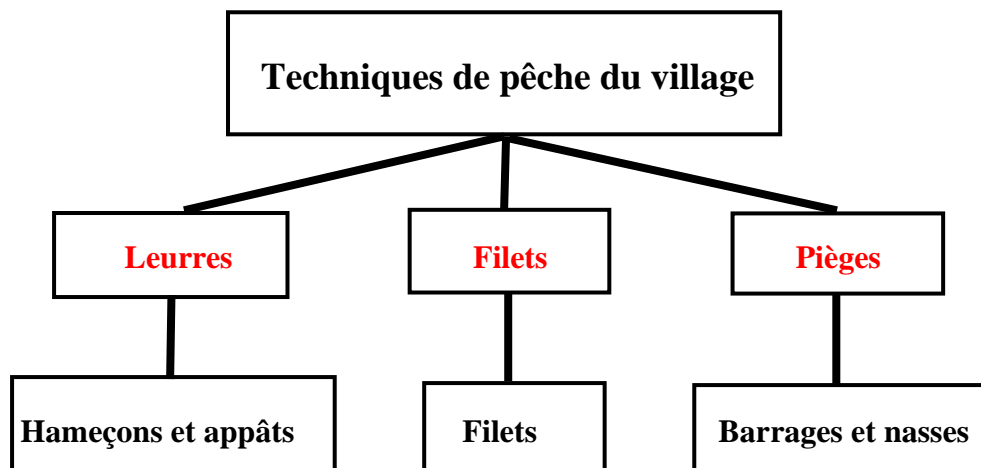 Techniques de pêche du village
Leurres
Filets
Pièges
Hameçons et appâts
Filets
Barrages et nasses